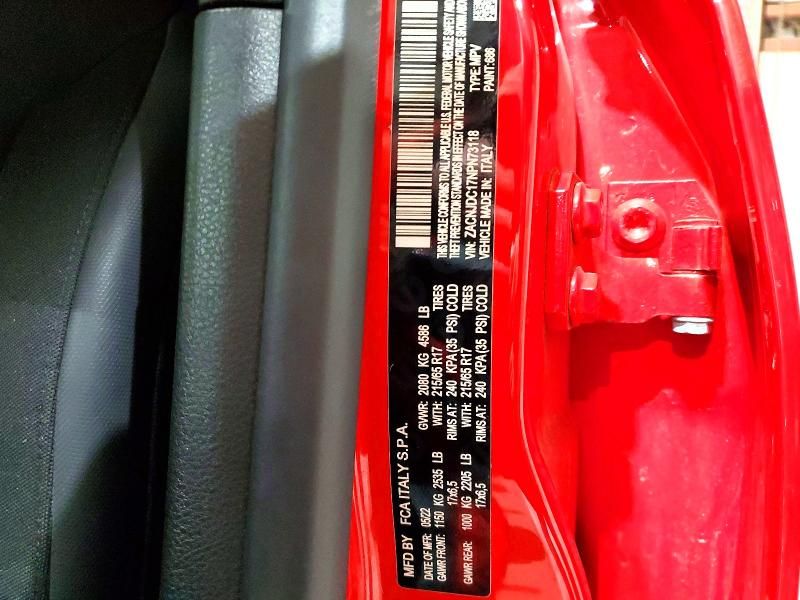 MFD BY FCA ITALY S.P.A.
DATE OF MFR: 05/22 GVWR: 2080 KG 4586 LB
GAWR FRONT: 1150 KG 2535 LB WITH: 215/65 R17 TIRES
17x6,5 RIMS AT: 240 KPA(35 PSI) COLD
GAWR REAR: 1000 KG 2205 LB WITH: 215/65 R17 TIRES
17x6,5 RIMS AT: 240 KPA(35 PSI) COLD
THIS VEHICLE CONFORMS TO ALL APPLICABLE U.S. FEDERAL MOTOR VEHICLE SAFETY AND
THEFT PREVENTION STANDARDS IN EFFECT ON THE DATE OF MANUFACTURE SHOWN
VIN: ZACNJDC17NPN73118 TYPE: MPV
VEHICLE MADE IN: ITALY PAINT: 686